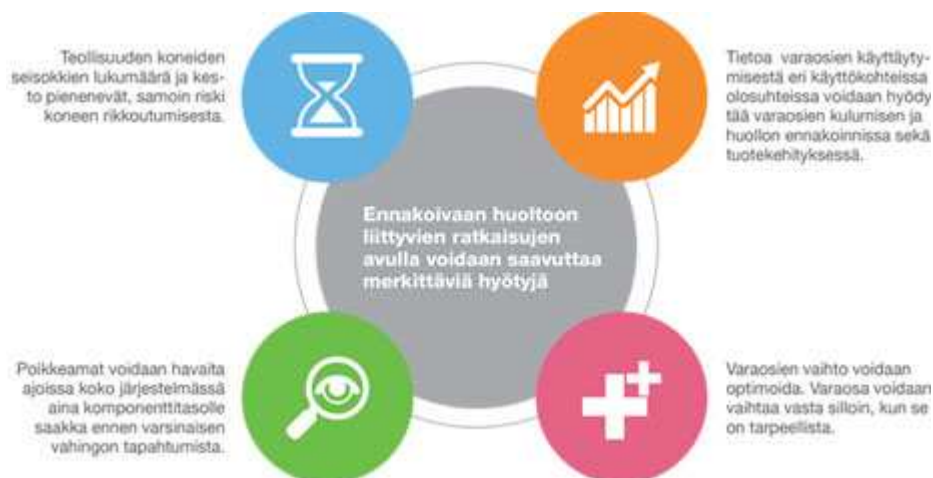 Teollisuuden koneiden
seisokkien lukumäärä ja kes-
to pienenevät, samoin riski
koneen rikkoutumisesta.
Tietoa varaosien käyttäyty-
misestä eri käyttökohteissa
olosuhteissa voidaan hyödy
tää varaosien kulumisen ja
huollon ennakoinnissa sekä
tuotekehityksessä.
Ennakoivaan huoltoon
liittyvien ratkaisujen
avulla voidaan saavuttaa
merkittäviä hyötyjä
Poikkeamat voidaan havaita
ajoissa koko järjestelmässä
aina komponenttitasolle
saakka ennen varsinaisen
vahingon tapahtumista.
Varaosien vaihto voidaan
optimoida. Varaosa voidaan
vaihtaa vasta silloin, kun se
on tarpeellista.